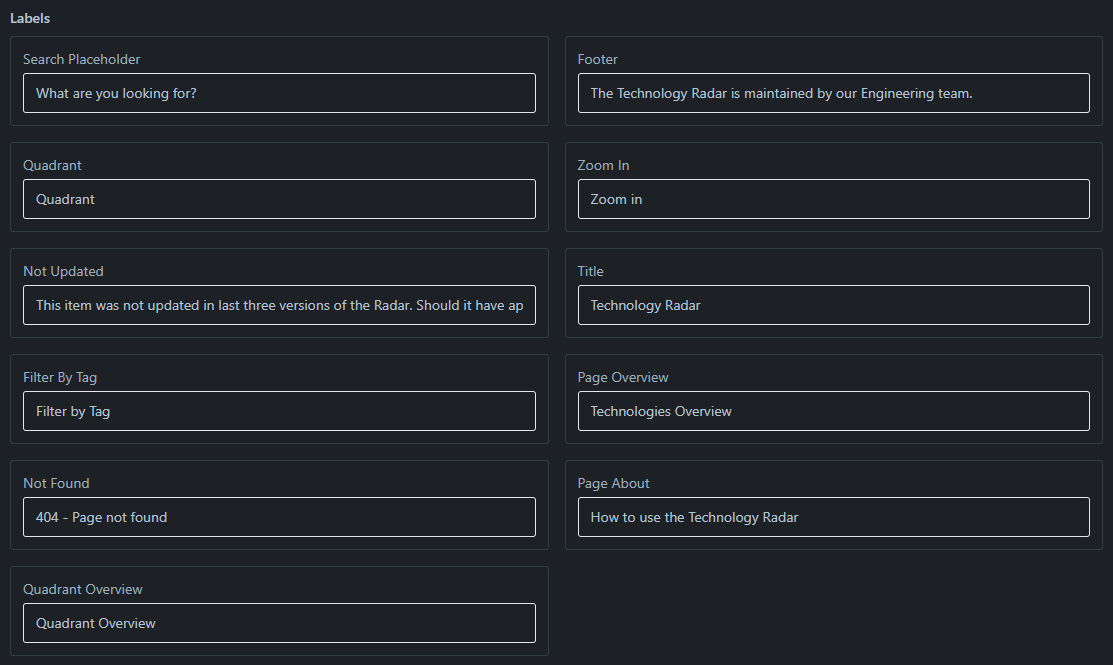 Labels
Search Placeholder
What are you looking for?
Footer
The Technology Radar is maintained by our Engineering team.
Quadrant
Quadrant
Zoom In
Zoom in
Not Updated
This item was not updated in last three versions of the Radar. Should it have ap
Title
Technology Radar
Filter By Tag
Filter by Tag
Page Overview
Technologies Overview
Not Found
404 - Page not found
Page About
How to use the Technology Radar
Quadrant Overview
Quadrant Overview